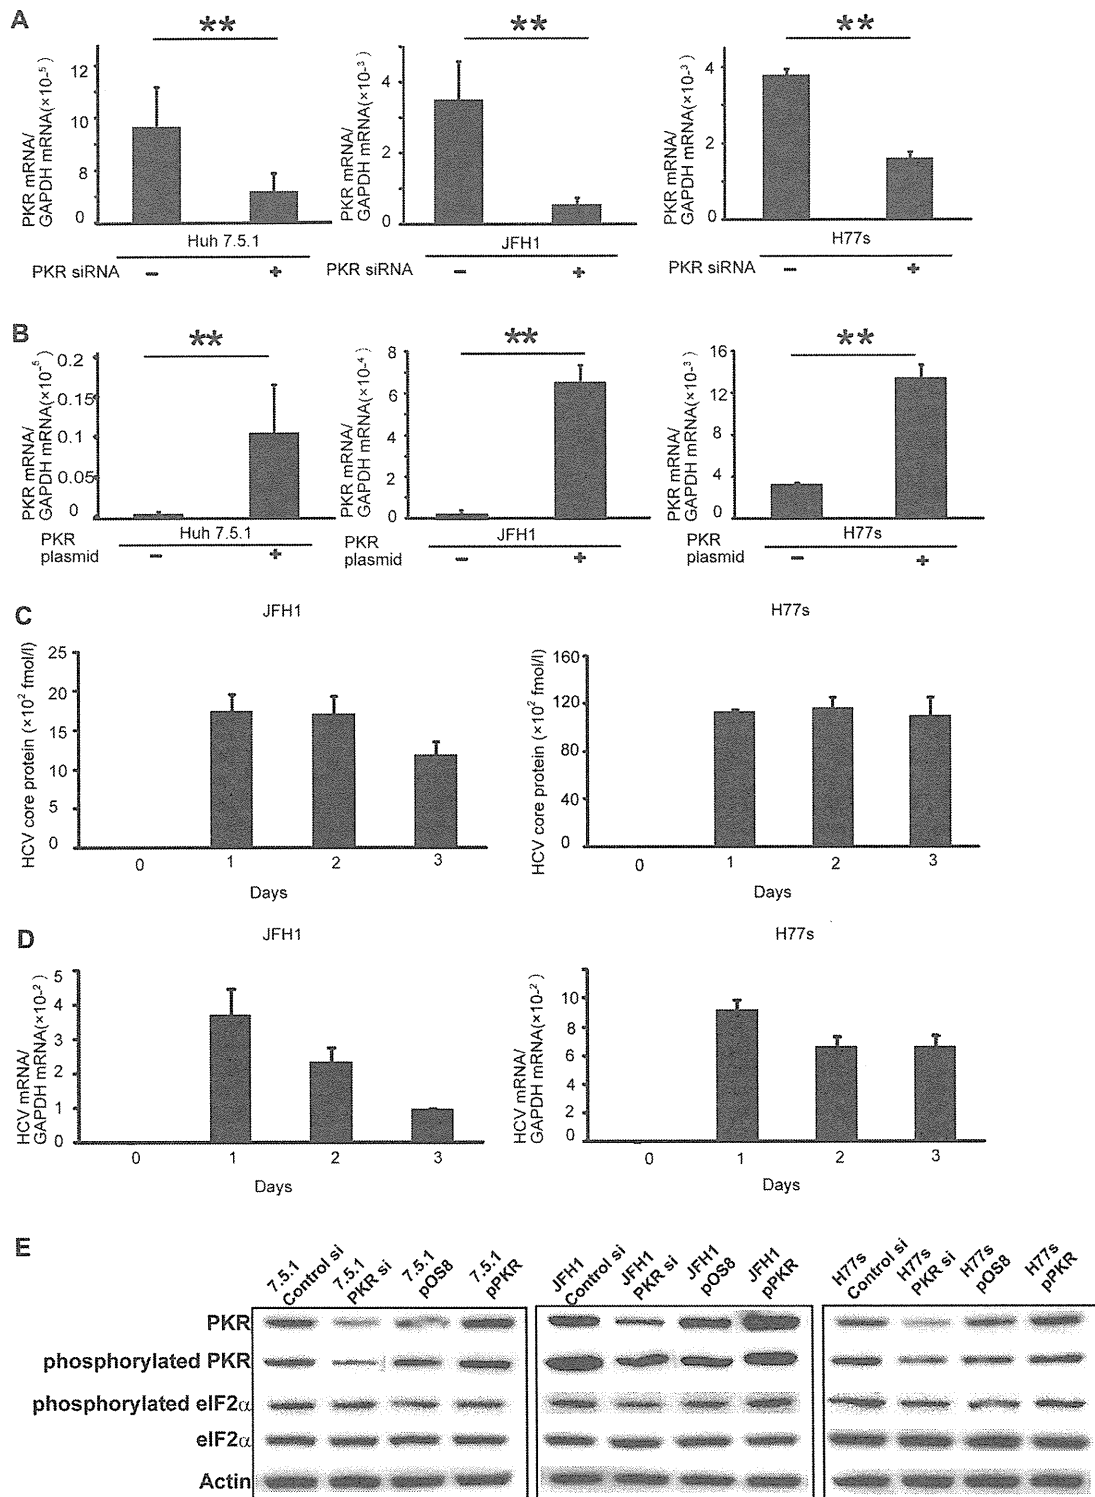 A
**
**
**
PKR mRNA/
GAPDH mRNA(×10-5)
12
10
8
0
Huh 7.5.1
PKR siRNA
− +
PKR mRNA/
GAPDH mRNA(×10-3)
4
2
0
JFH1
PKR siRNA
− +
PKR mRNA/
GAPDH mRNA(×10-3)
4
2
0
H77s
PKR siRNA
− +
B
**
**
**
PKR mRNA/
GAPDH mRNA(×10-5)
0.2
0.15
0.1
0.05
0
Huh 7.5.1
PKR
plasmid
− +
PKR mRNA/
GAPDH mRNA(×10-4)
8
6
4
2
0
JFH1
PKR
plasmid
− +
PKR mRNA/
GAPDH mRNA(×10-3)
16
12
8
4
0
H77s
PKR
plasmid
− +
C
JFH1
HCV core protein (×10² fmol/l)
25
20
15
10
5
0
0 1 2 3
Days
H77s
HCV core protein (×10² fmol/l)
160
120
80
40
0
0 1 2 3
Days
D
JFH1
HCV mRNA/
GAPDH mRNA(×10-2)
5
4
3
2
1
0
0 1 2 3
Days
H77s
HCV mRNA/
GAPDH mRNA(×10-2)
10
8
6
4
2
0
0 1 2 3
Days
E
7.5.1
Control si
7.5.1
PKR si
7.5.1
pOS8
7.5.1
pPKR
JFH1
Control si
JFH1
PKR si
JFH1
pOS8
JFH1
pPKR
H77s
Control si
H77s
PKR si
H77s
pOS8
H77s
pPKR
PKR
phosphorylated PKR
phosphorylated eIF2α
eIF2α
Actin